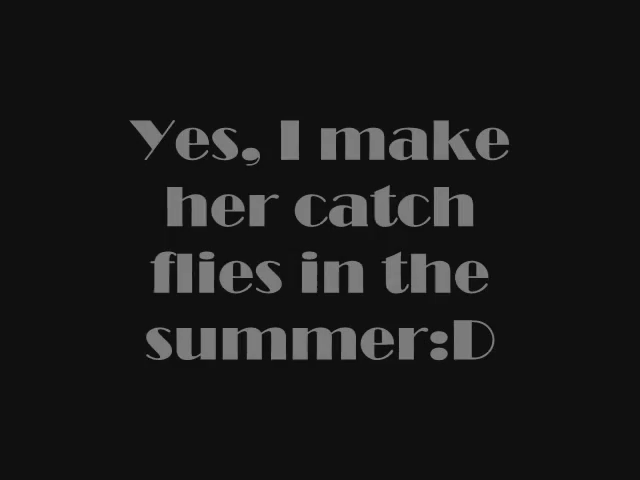 Yes, I make
her catch
flies in the
summer:D